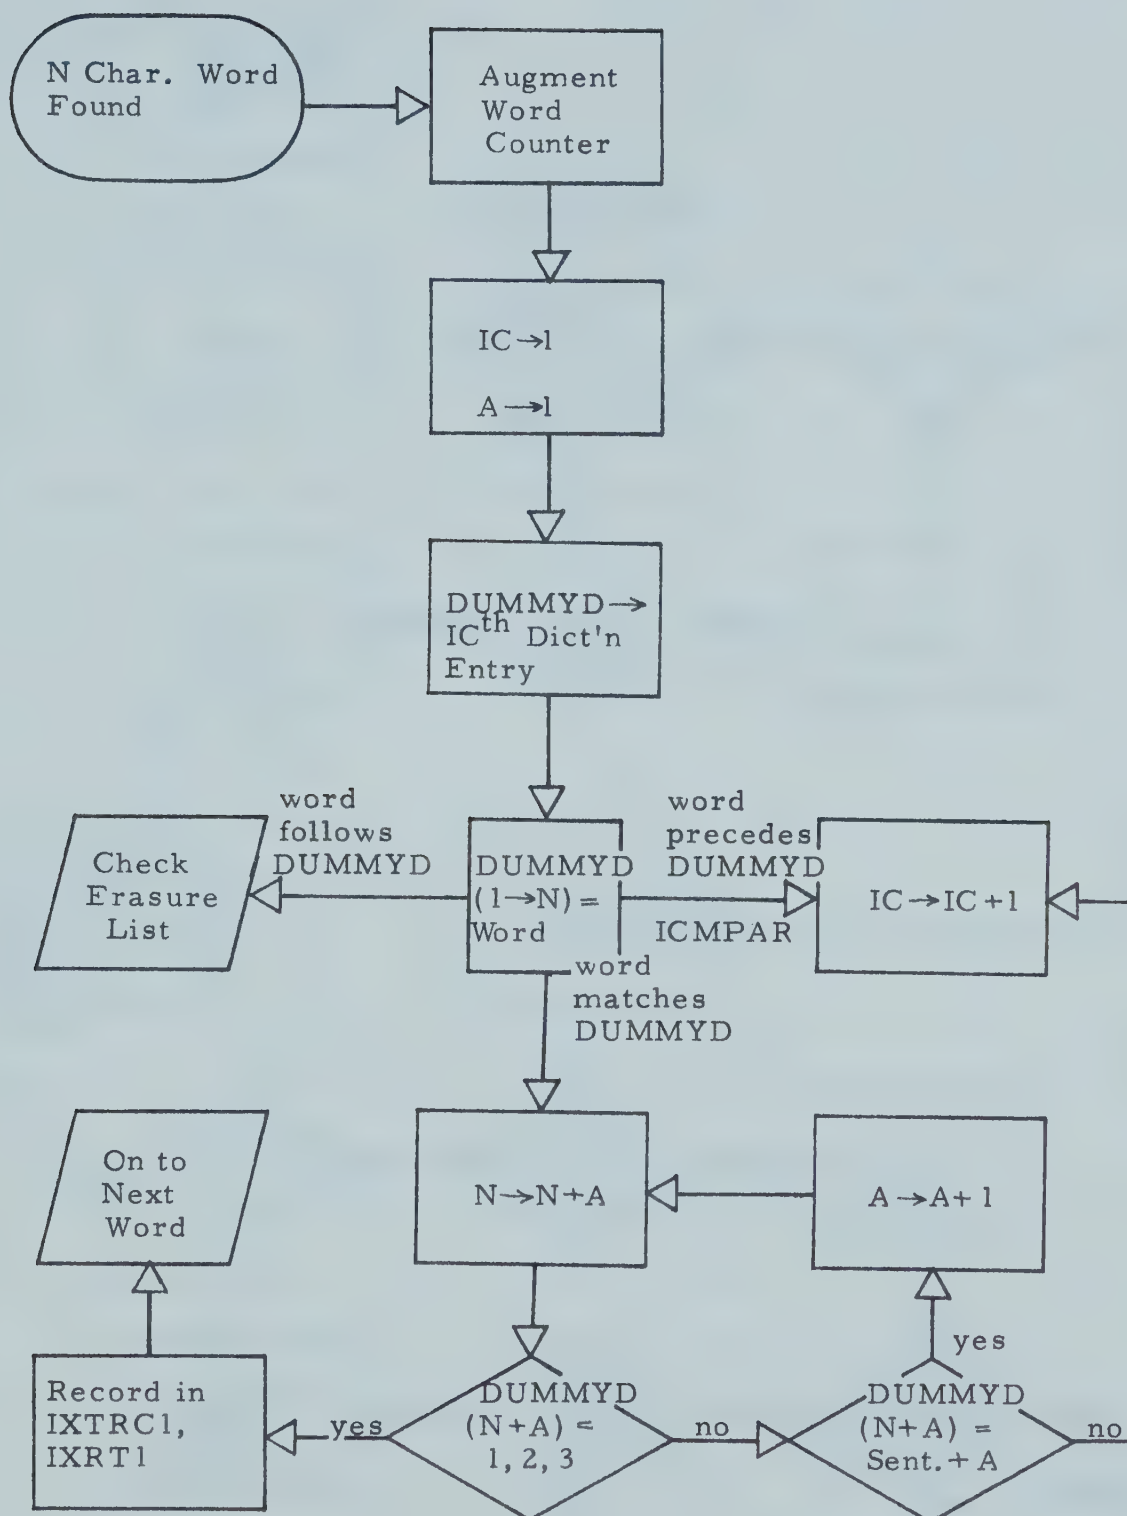 N Char. Word
Found
Augment
Word
Counter
IC→1
A→1
DUMMYD→
ICth Dict'n
Entry
word
follows
DUMMYD
word
precedes
DUMMYD
Check
Erasure
List
DUMMYD
(1→N) =
Word
ICMPAR
IC→IC+1
word
matches
DUMMYD
On to
Next
Word
N→N+A
A→A+1
yes
Record in
IXTRC1,
IXRT1
yes
DUMMYD
(N+A) =
1, 2, 3
no
DUMMYD
(N+A) =
Sent.+A
no